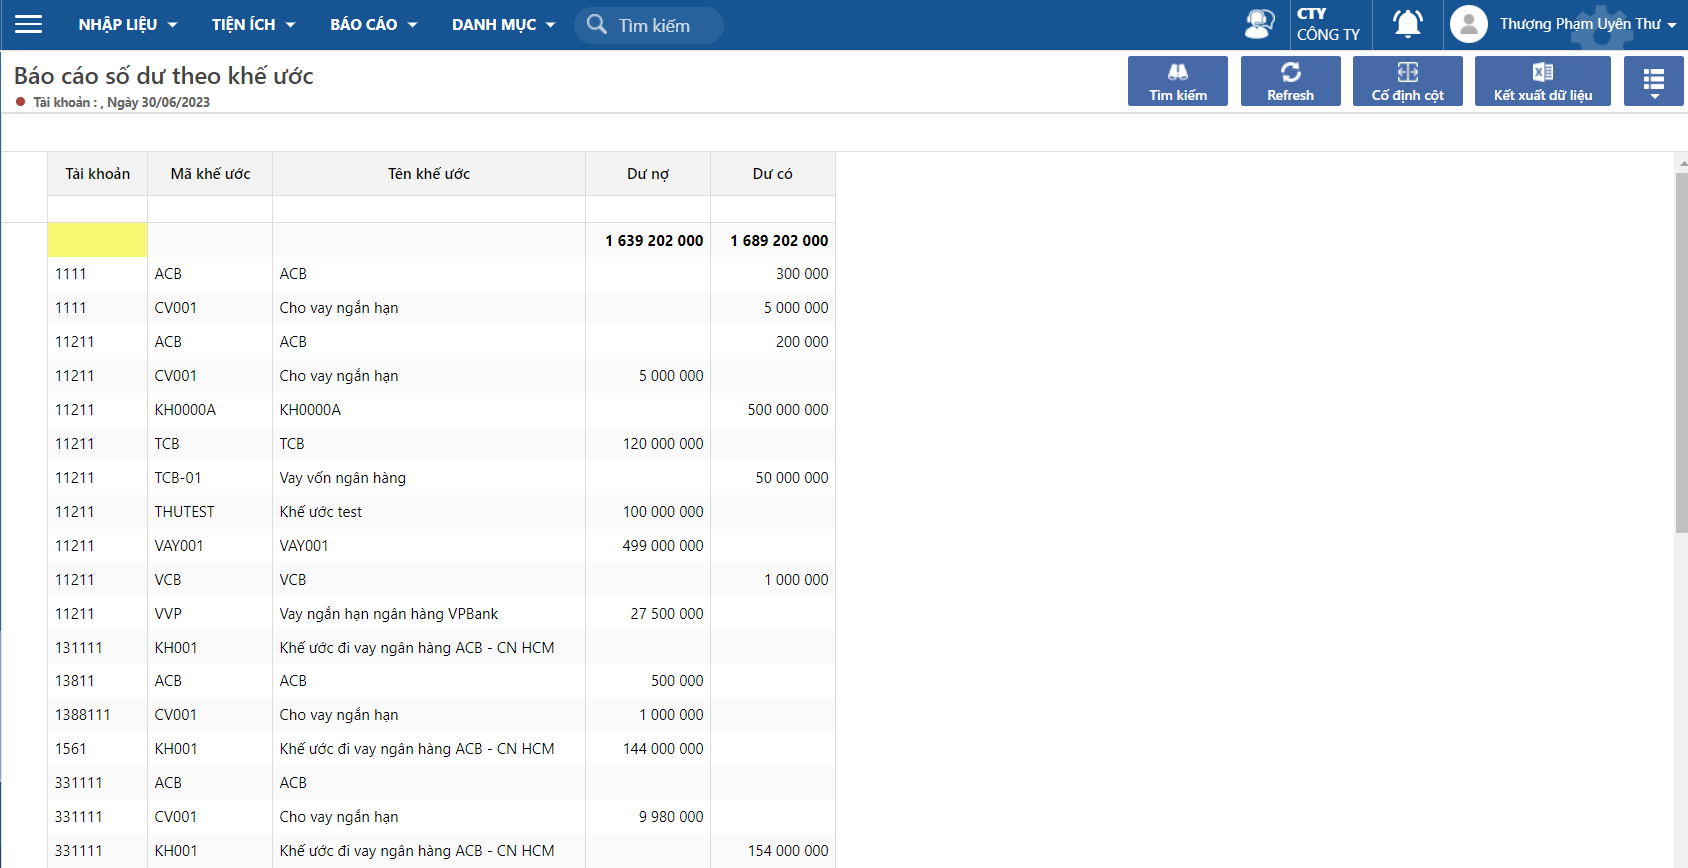 NHẬP LIỆU TIỆN ÍCH BÁO CÁO DANH MỤC Tìm kiếm CTY CÔNG TY Thượng Phạm Uyên Thư
Báo cáo số dư theo khế ước
Tài khoản : , Ngày 30/06/2023
Tìm kiếm Refresh Cố định cột Kết xuất dữ liệu
Tài khoản Mã khế ước Tên khế ước Dư nợ Dư có
1 639 202 000 1 689 202 000
1111 ACB ACB 300 000
1111 CV001 Cho vay ngắn hạn 5 000 000
11211 ACB ACB 200 000
11211 CV001 Cho vay ngắn hạn 5 000 000
11211 KH0000A KH0000A 500 000 000
11211 TCB TCB 120 000 000
11211 TCB-01 Vay vốn ngân hàng 50 000 000
11211 THUTEST Khế ước test 100 000 000
11211 VAY001 VAY001 499 000 000
11211 VCB VCB 1 000 000
11211 VVP Vay ngắn hạn ngân hàng VPBank 27 500 000
131111 KH001 Khế ước đi vay ngân hàng ACB - CN HCM
13811 ACB ACB 500 000
1388111 CV001 Cho vay ngắn hạn 1 000 000
1561 KH001 Khế ước đi vay ngân hàng ACB - CN HCM 144 000 000
331111 ACB ACB
331111 CV001 Cho vay ngắn hạn 9 980 000
331111 KH001 Khế ước đi vay ngân hàng ACB - CN HCM 154 000 000